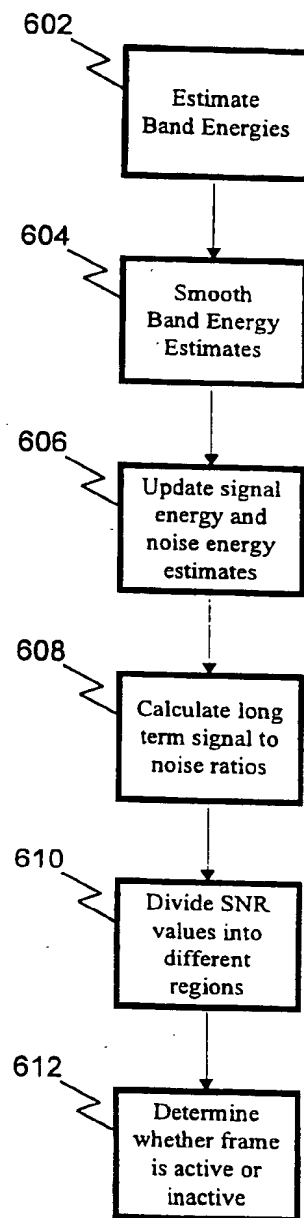 602
Estimate
Band Energies
604
Smooth
Band Energy
Estimates
606
Update signal
energy and
noise energy
estimates
608
Calculate long
term signal to
noise ratios
610
Divide SNR
values into
different
regions
612
Determine
whether frame
is active or
inactive